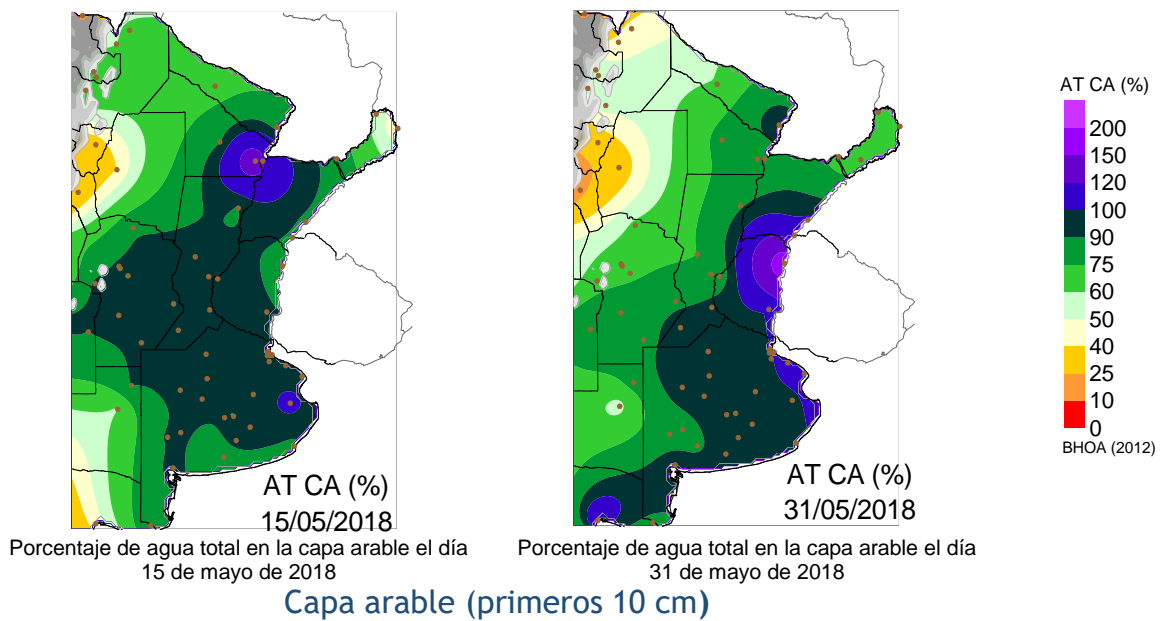 AT CA (%)
200
150
120
100
90
75
60
50
40
25
10
0
BHOA (2012)
AT CA (%)
15/05/2018
AT CA (%)
31/05/2018
Porcentaje de agua total en la capa arable el día
15 de mayo de 2018
Porcentaje de agua total en la capa arable el día
31 de mayo de 2018
Capa arable (primeros 10 cm)